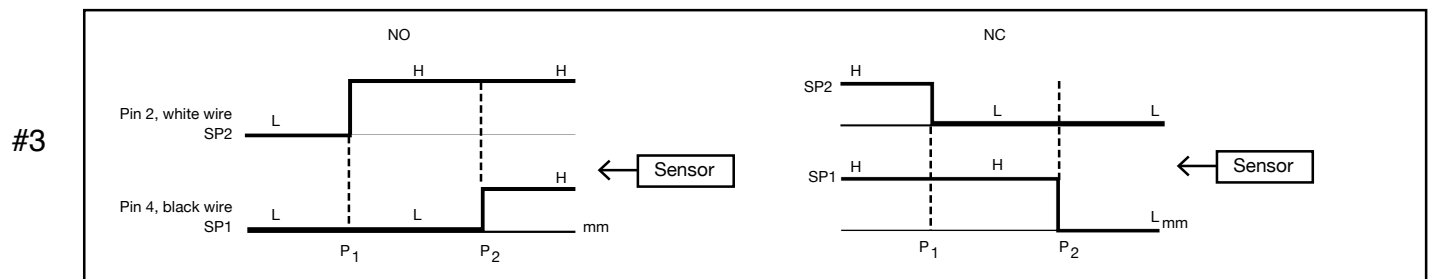 #3
NO
H H
Pin 2, white wire L
SP2
Sensor
H
Pin 4, black wire L L
SP1
mm
P1 P2
NC
H
SP2
L L
Sensor
H H
SP1
L mm
P1 P2